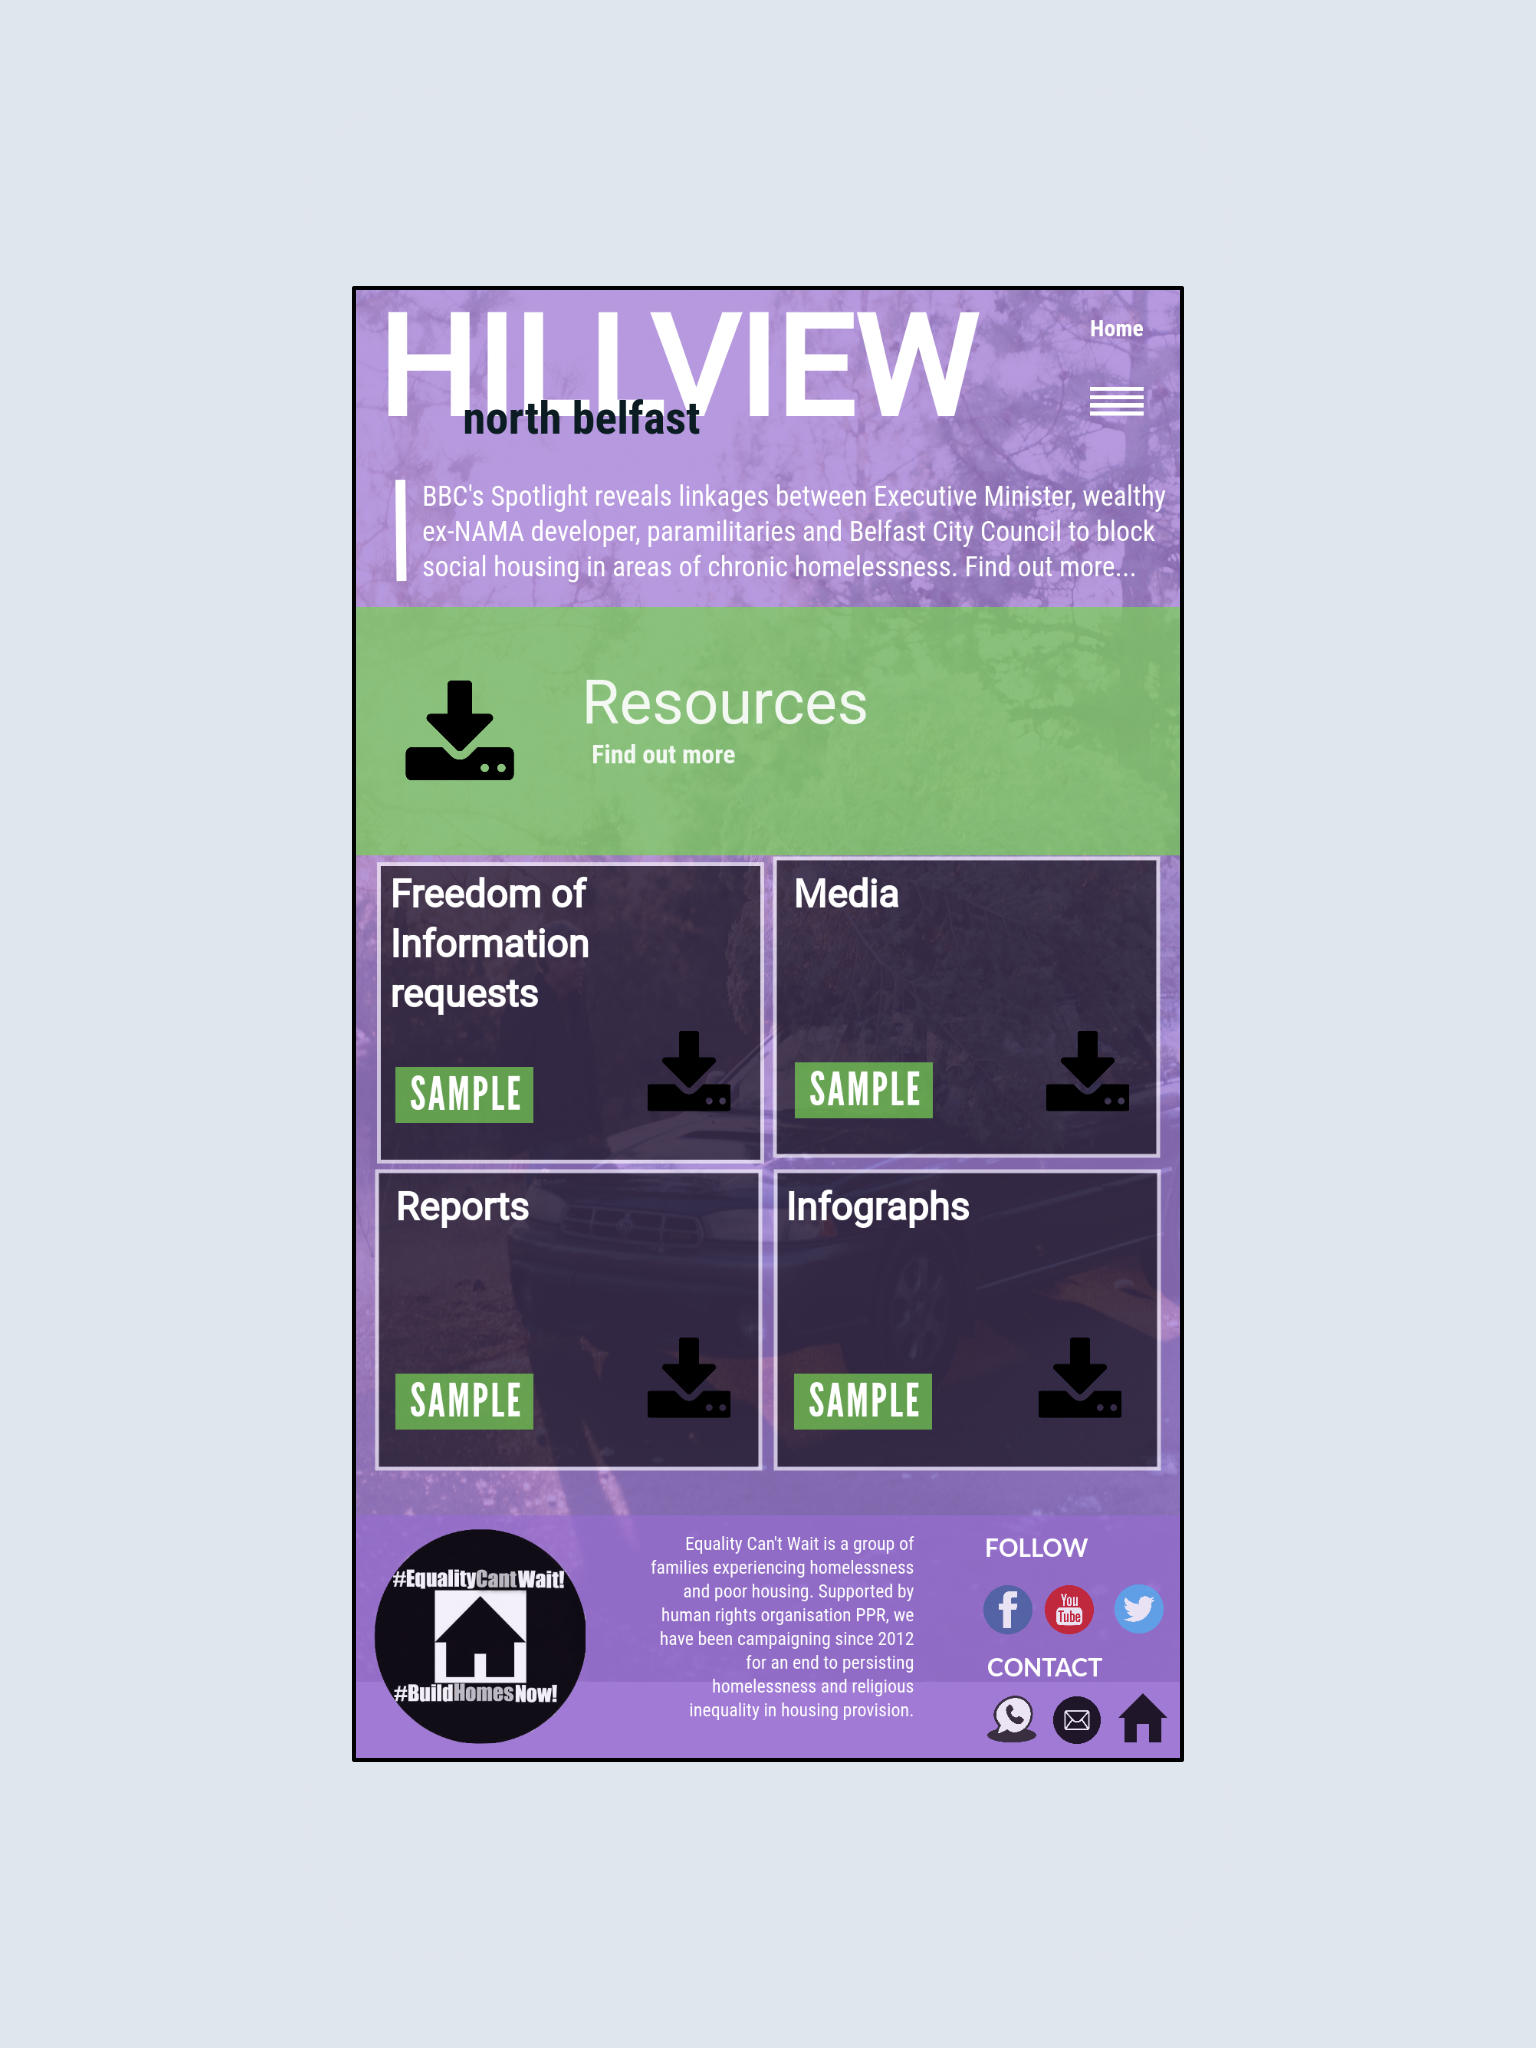 HILLVIEW
Home
north belfast
BBC's Spotlight reveals linkages between Executive Minister, wealthy
ex-NAMA developer, paramilitaries and Belfast CIty Council to block
social housing in areas of chronic homelessness. Find out more...
Resources
Find out more
Freedom of
Information
requests
SAMPLE
Media
SAMPLE
Reports
SAMPLE
Infographs
SAMPLE
#EqualityCantWait!
#BuildHomesNow!
Equality Can't Wait is a group of
families experiencing homelessness
and poor housing. Supported by
human rights organisation PPR, we
have been campaigning since 2012
for an end to persisting
homelessness and religious
inequality in housing provision.
FOLLOW
f
You
Tube
CONTACT